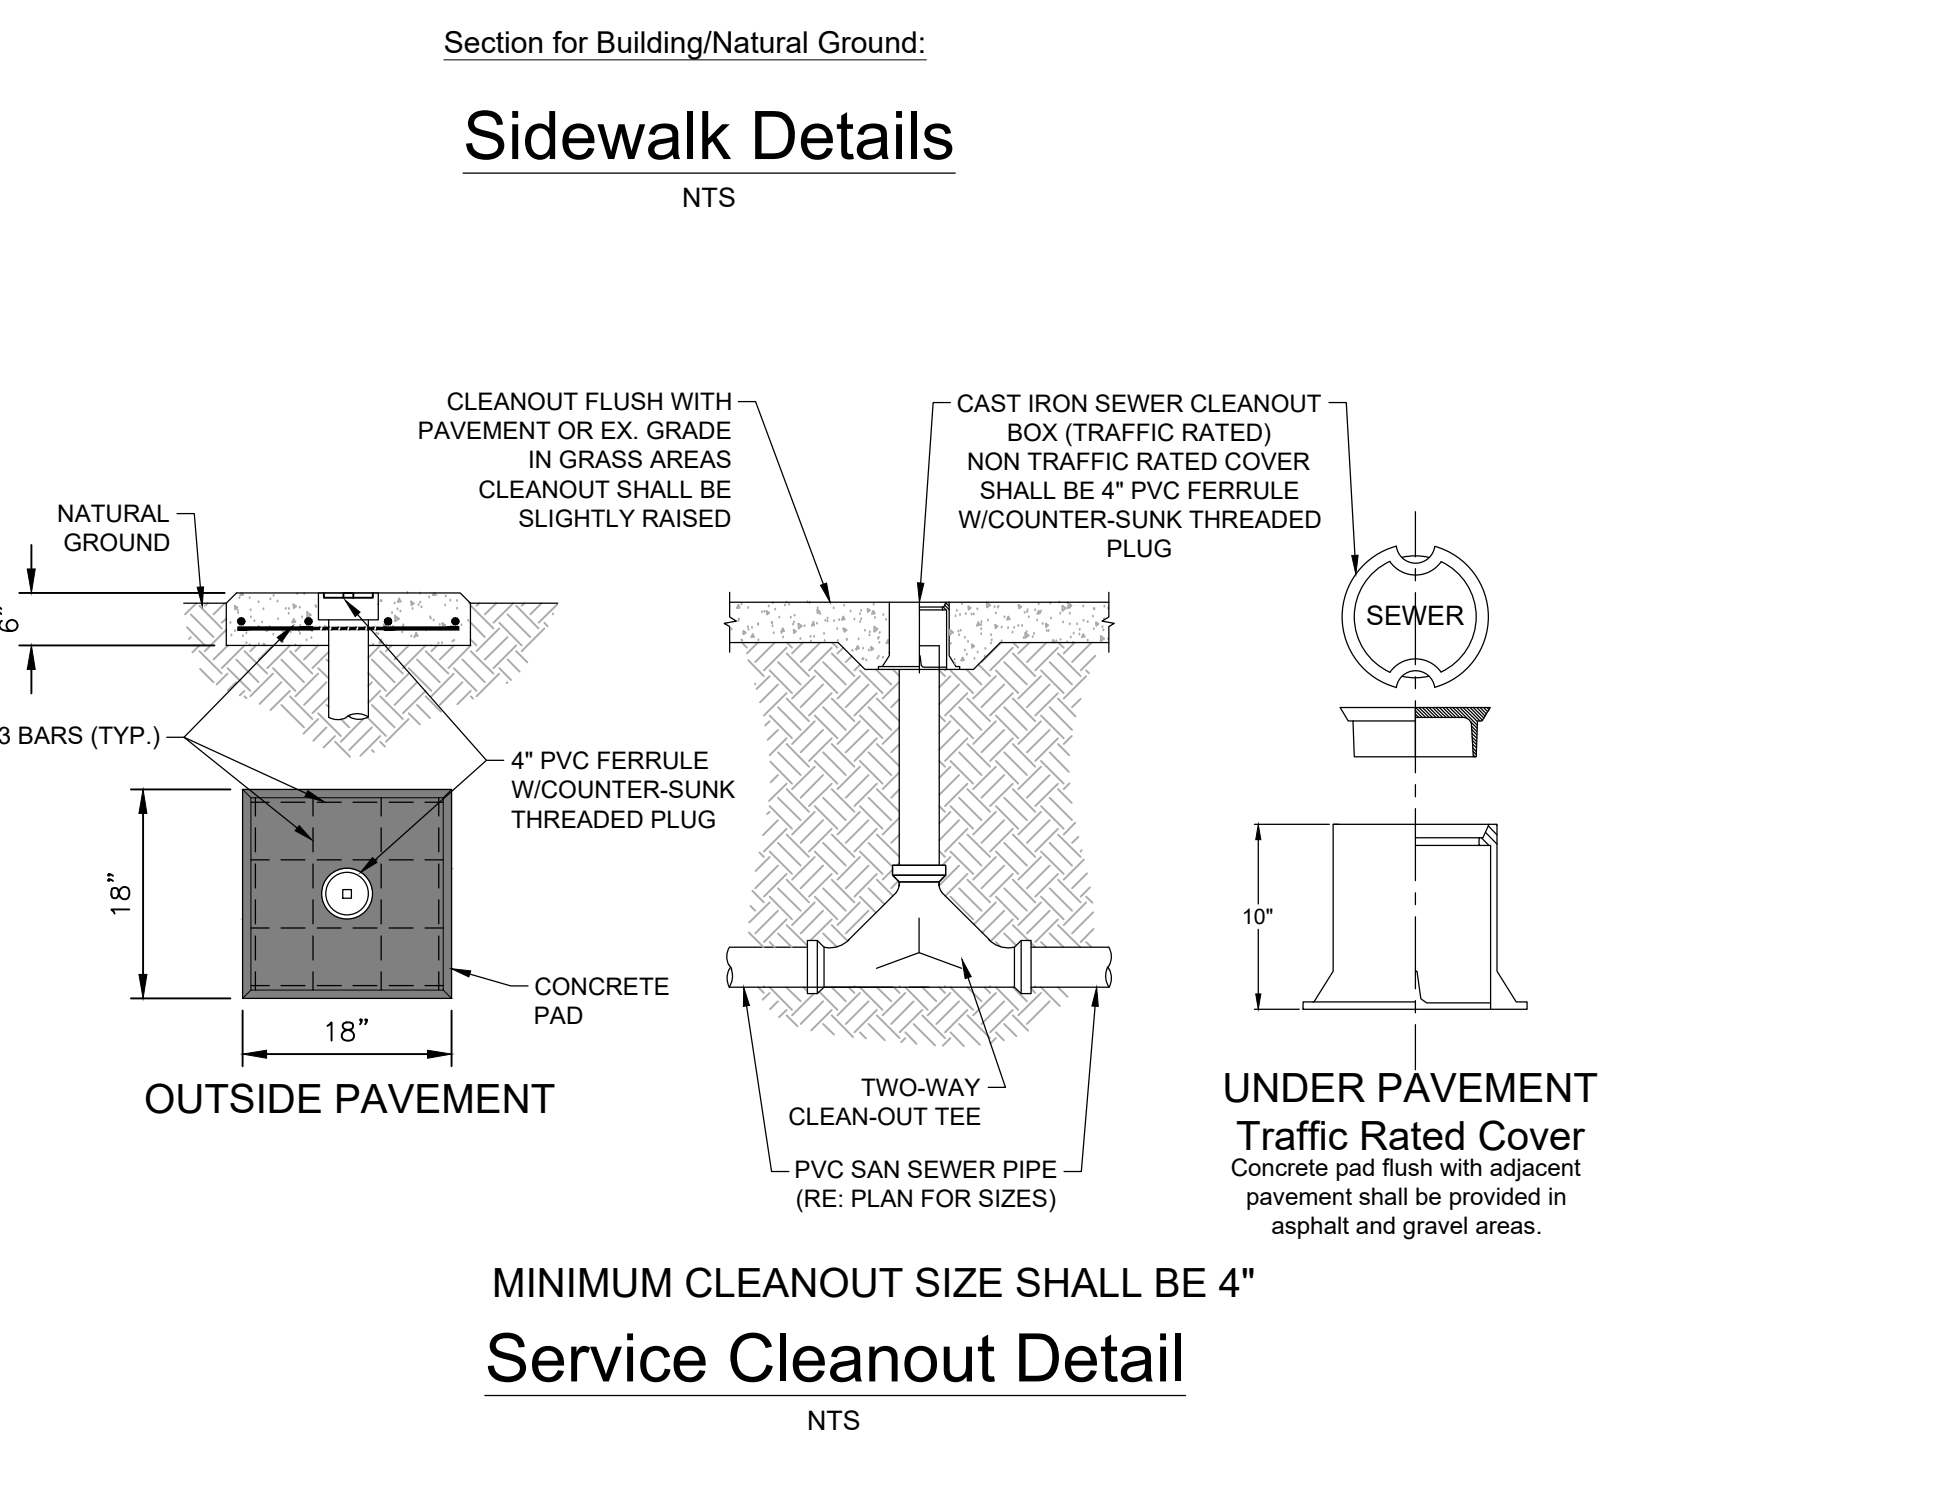 Section for Building/Natural Ground:
Sidewalk Details
NTS
CLEANOUT FLUSH WITH
PAVEMENT OR EX. GRADE
IN GRASS AREAS
CLEANOUT SHALL BE
SLIGHTLY RAISED
CAST IRON SEWER CLEANOUT
BOX (TRAFFIC RATED)
NON TRAFFIC RATED COVER
SHALL BE 4" PVC FERRULE
W/COUNTER-SUNK THREADED
PLUG
NATURAL
GROUND
6"
SEWER
3 BARS (TYP.)
4" PVC FERRULE
W/COUNTER-SUNK
THREADED PLUG
18"
18"
CONCRETE
PAD
OUTSIDE PAVEMENT
TWO-WAY
CLEAN-OUT TEE
PVC SAN SEWER PIPE
(RE: PLAN FOR SIZES)
10"
UNDER PAVEMENT
Traffic Rated Cover
Concrete pad flush with adjacent
pavement shall be provided in
asphalt and gravel areas.
MINIMUM CLEANOUT SIZE SHALL BE 4"
Service Cleanout Detail
NTS